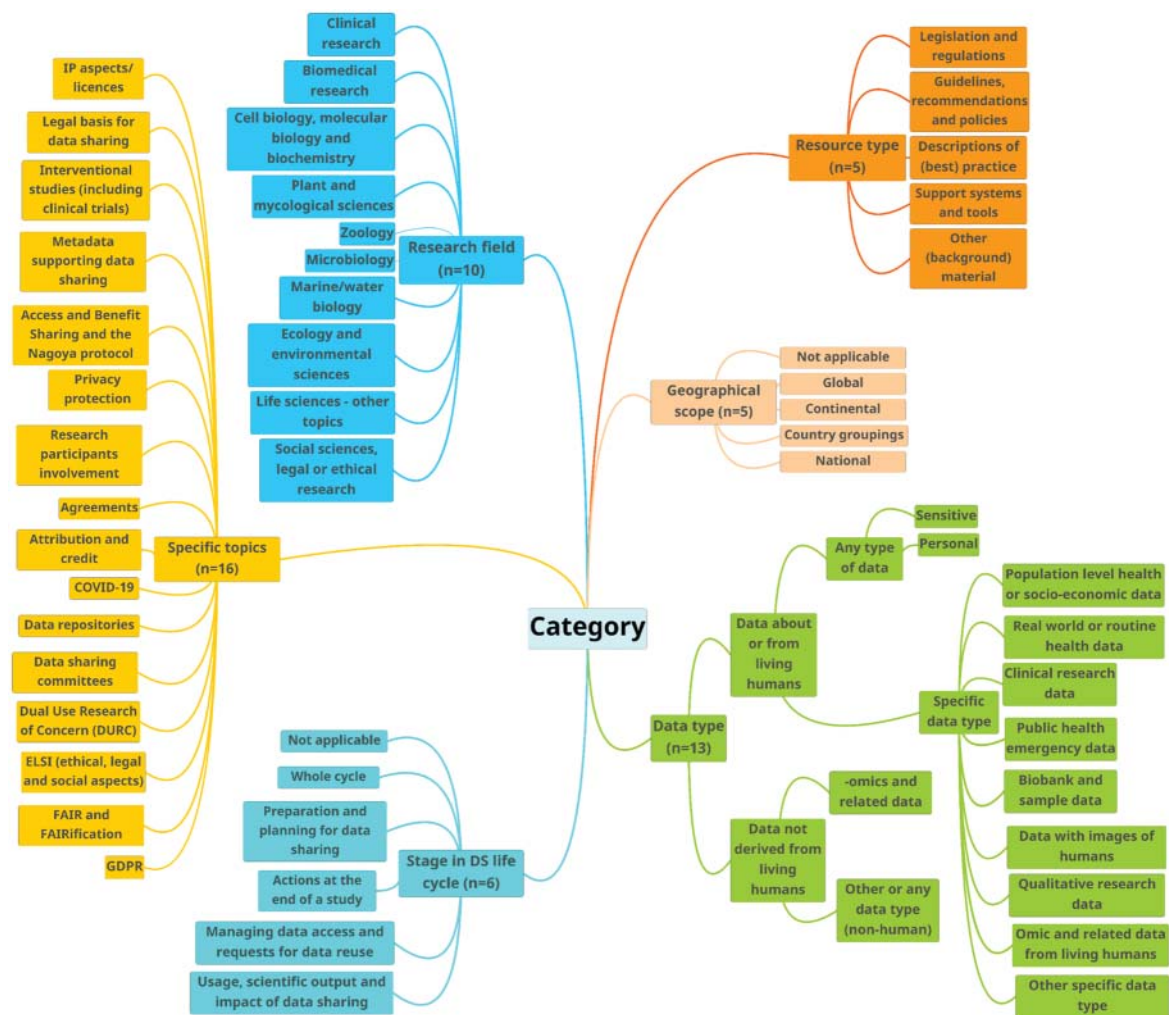 Category
Specific topics
(n=16)
IP aspects/
licences
Legal basis for
data sharing
Interventional
studies (including
clinical trials)
Metadata
supporting data
sharing
Access and Benefit
Sharing and the
Nagoya protocol
Privacy
protection
Research
participants
involvement
Agreements
Attribution and
credit
COVID-19
Data repositories
Data sharing
committees
Dual Use Research
of Concern (DURC)
ELSI (ethical, legal
and social aspects)
FAIR and
FAIRification
GDPR
Research field
(n=10)
Clinical
research
Biomedical
research
Cell biology, molecular
biology and
biochemistry
Plant and
mycological sciences
Zoology
Microbiology
Marine/water
biology
Ecology and
environmental
sciences
Life sciences - other
topics
Social sciences,
legal or ethical
research
Stage in DS life
cycle (n=6)
Not applicable
Whole cycle
Preparation and
planning for data
sharing
Actions at the
end of a study
Managing data access and
requests for data reuse
Usage, scientific output and
impact of data sharing
Resource type
(n=5)
Legislation and
regulations
Guidelines,
recommendations
and policies
Descriptions of
(best) practice
Support systems
and tools
Other
(background)
material
Geographical
scope (n=5)
Not applicable
Global
Continental
Country groupings
National
Data type
(n=13)
Data about
or from
living
humans
Any type
of data
Sensitive
Personal
Specific
data type
Population level health
or socio-economic data
Real world or routine
health data
Clinical research
data
Public health
emergency data
Biobank and
sample data
Data with images of
humans
Qualitative research
data
Omic and related data
from living humans
Other specific data
type
Data not
derived from
living
humans
-omics and
related data
Other or any
data type
(non-human)